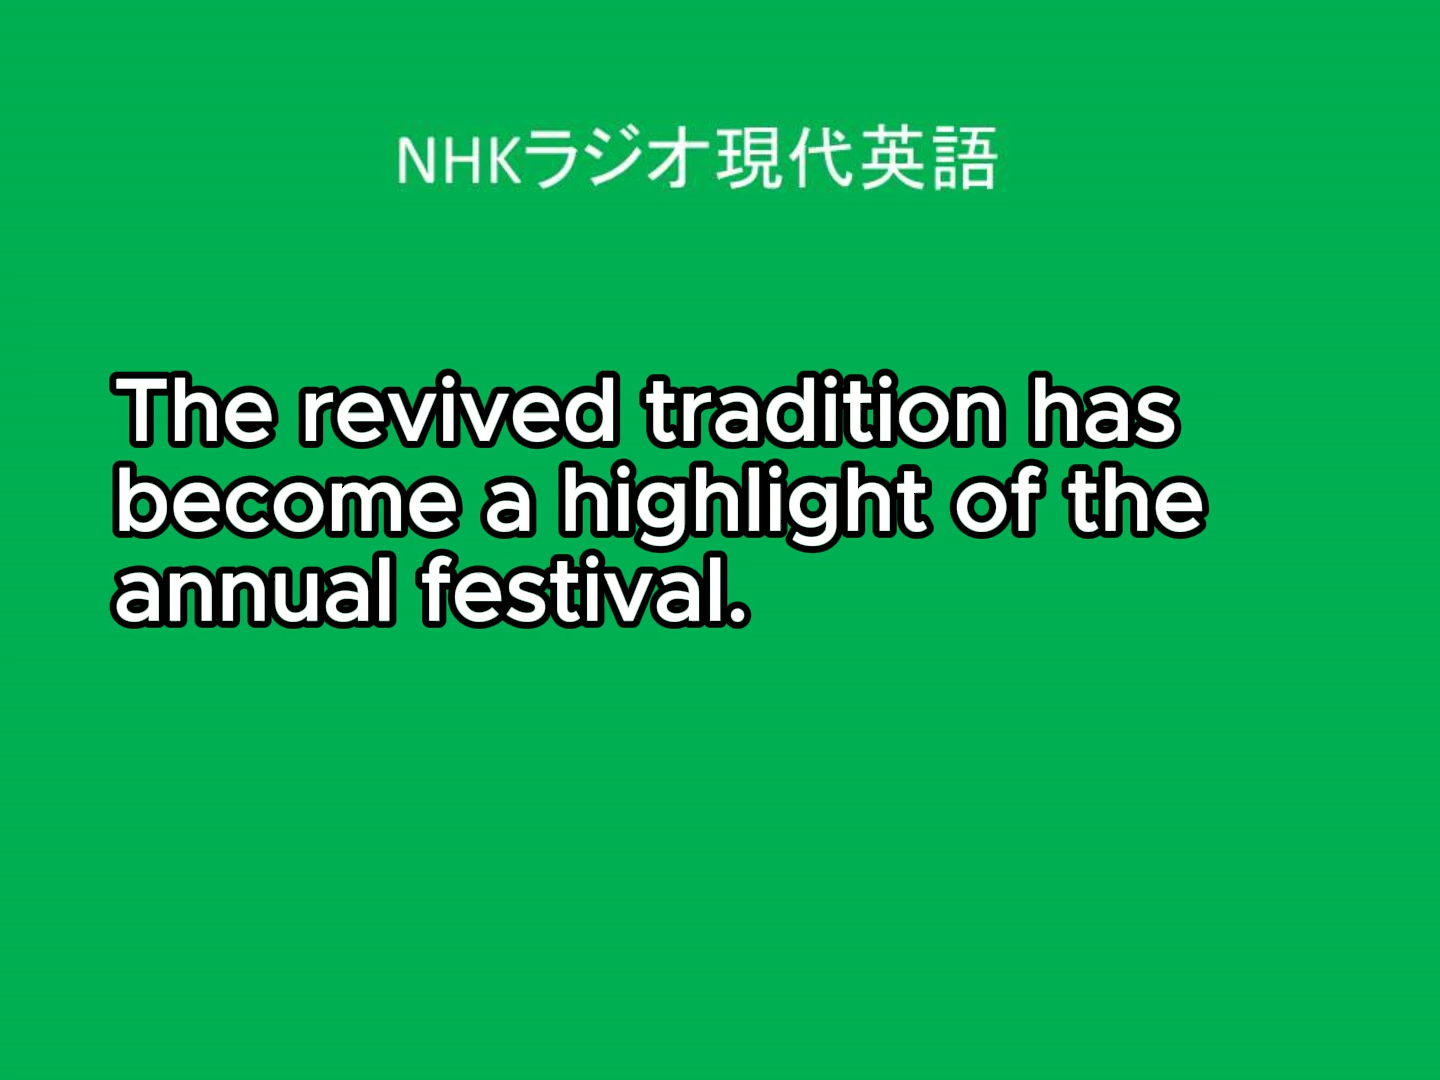 NHKラジオ現代英語
The revived tradition has
become a highlight of the
annual festival.